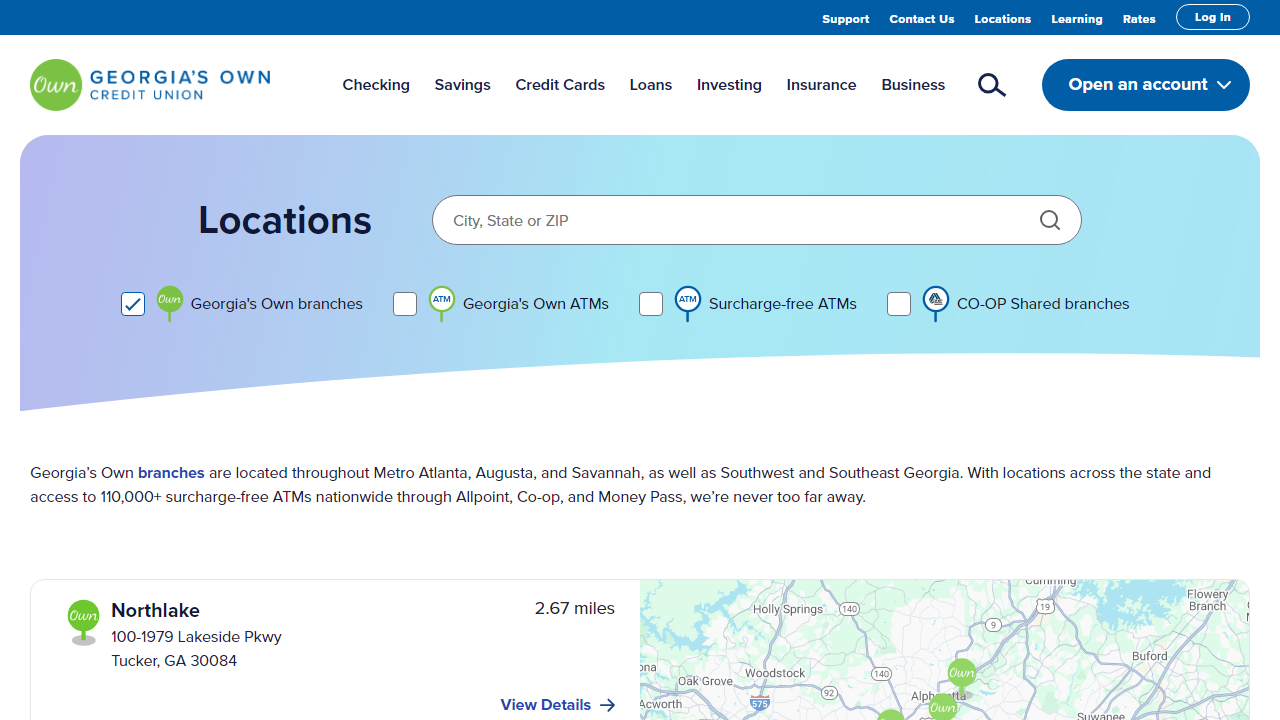 Support Contact Us Locations Learning Rates Log In
Own GEORGIA'S OWN
CREDIT UNION
Checking Savings Credit Cards Loans Investing Insurance Business Open an account
Locations City, State or ZIP
Own Georgia's Own branches ATM Georgia's Own ATMs ATM Surcharge-free ATMs CO-OP Shared branches
Georgia’s Own branches are located throughout Metro Atlanta, Augusta, and Savannah, as well as Southwest and Southeast Georgia. With locations across the state and
access to 110,000+ surcharge-free ATMs nationwide through Allpoint, Co-op, and Money Pass, we’re never too far away.
Own Northlake 2.67 miles
100-1979 Lakeside Pkwy
Tucker, GA 30084
View Details
Cumming
Holly Springs 140 19 Flowery
Branch
9
Buford
Woodstock
Oak Grove 140 Own
92 Alpharetta
Acworth 575 Own
Suwanee